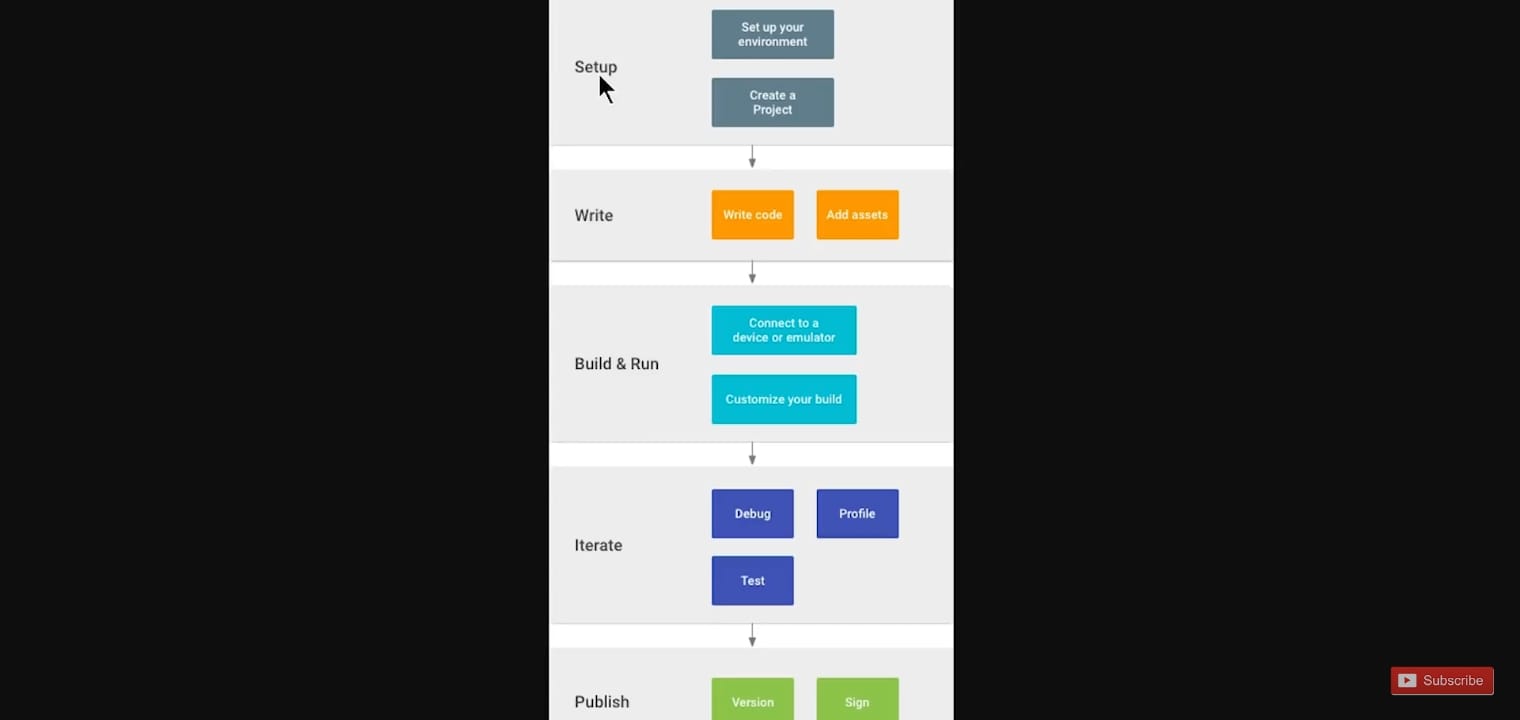 Set up your
environment
Setup
Create a
Project
Write
Write code
Add assets
Connect to a
device or emulator
Build & Run
Customize your build
Debug
Profile
Iterate
Test
Publish
Version
Sign
Subscribe